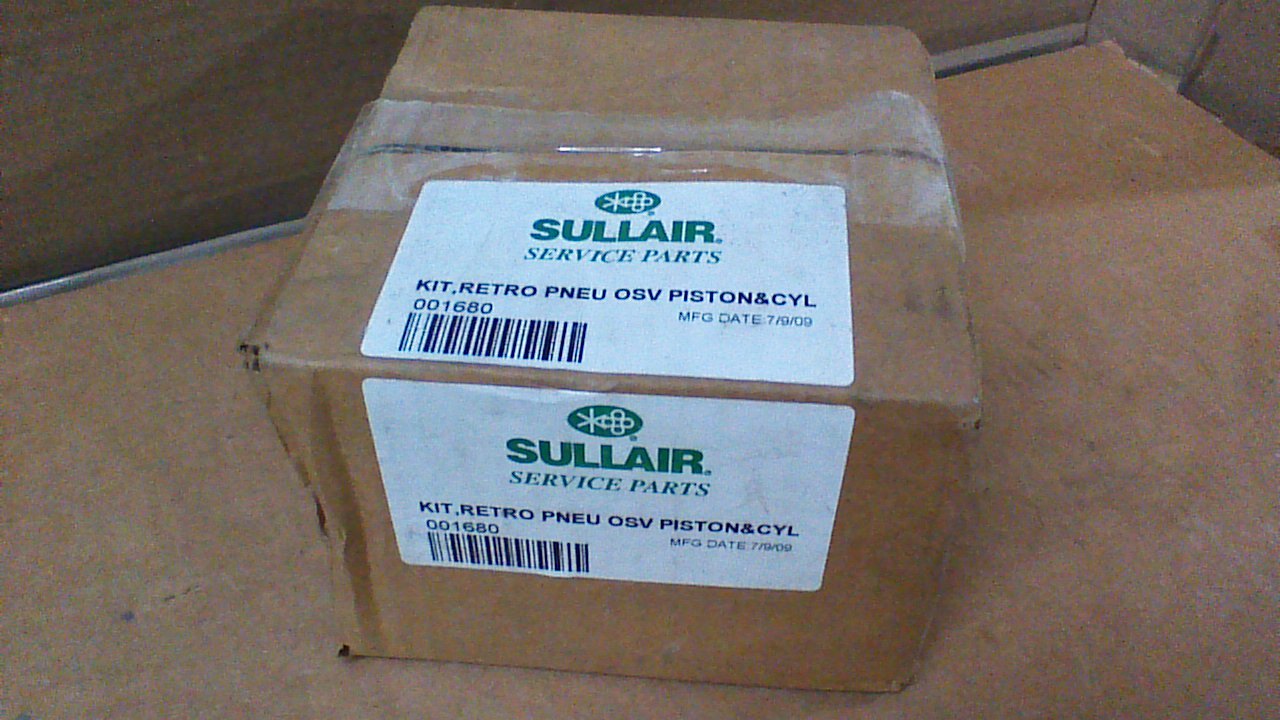 SULLAIR
SERVICE PARTS
KIT,RETRO PNEU OSV PISTON&CYL
001680
MFG DATE:7/9/09
SULLAIR
SERVICE PARTS
KIT,RETRO PNEU OSV PISTON&CYL
001680
MFG DATE:7/9/09